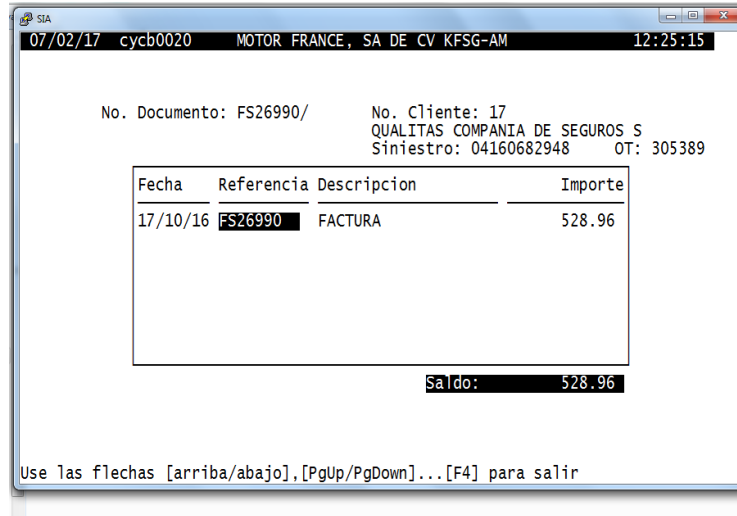 SIA
07/02/17 cycb0020 MOTOR FRANCE, SA DE CV KFSG-AM 12:25:15
No. Documento: FS26990/ No. Cliente: 17
QUALITAS COMPANIA DE SEGUROS S
Siniestro: 04160682948 OT: 305389
Fecha Referencia Descripcion Importe
17/10/16 FS26990 FACTURA 528.96
Saldo: 528.96
Use las flechas [arriba/abajo],[PgUp/PgDown]...[F4] para salir